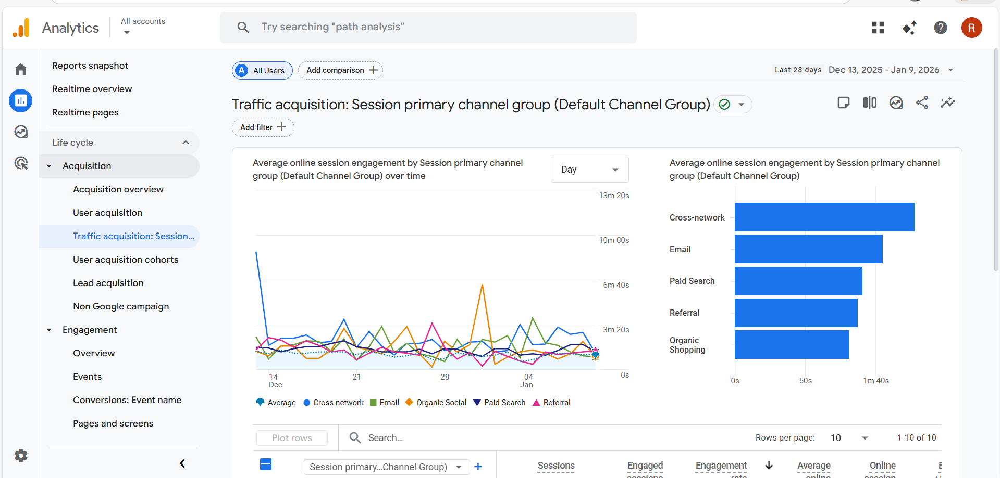 Analytics
All accounts
Try searching "path analysis"
R
Reports snapshot
Realtime overview
Realtime pages
Life cycle
Acquisition
Acquisition overview
User acquisition
Traffic acquisition: Session...
User acquisition cohorts
Lead acquisition
Non Google campaign
Engagement
Overview
Events
Conversions: Event name
Pages and screens
A All Users
Add comparison
Last 28 days Dec 13, 2025 - Jan 9, 2026
Traffic acquisition: Session primary channel group (Default Channel Group)
Add filter
Average online session engagement by Session primary channel
group (Default Channel Group) over time
Day
13m 20s
10m 00s
6m 40s
3m 20s
0s
14
Dec
21
28
04
Jan
Average Cross-network Email Organic Social Paid Search Referral
Average online session engagement by Session primary channel
group (Default Channel Group)
Cross-network
Email
Paid Search
Referral
Organic
Shopping
0s 50s 1m 40s
Plot rows
Search...
Rows per page: 10 1-10 of 10
Session primary...Channel Group)
Sessions Engaged Engagement Average Online